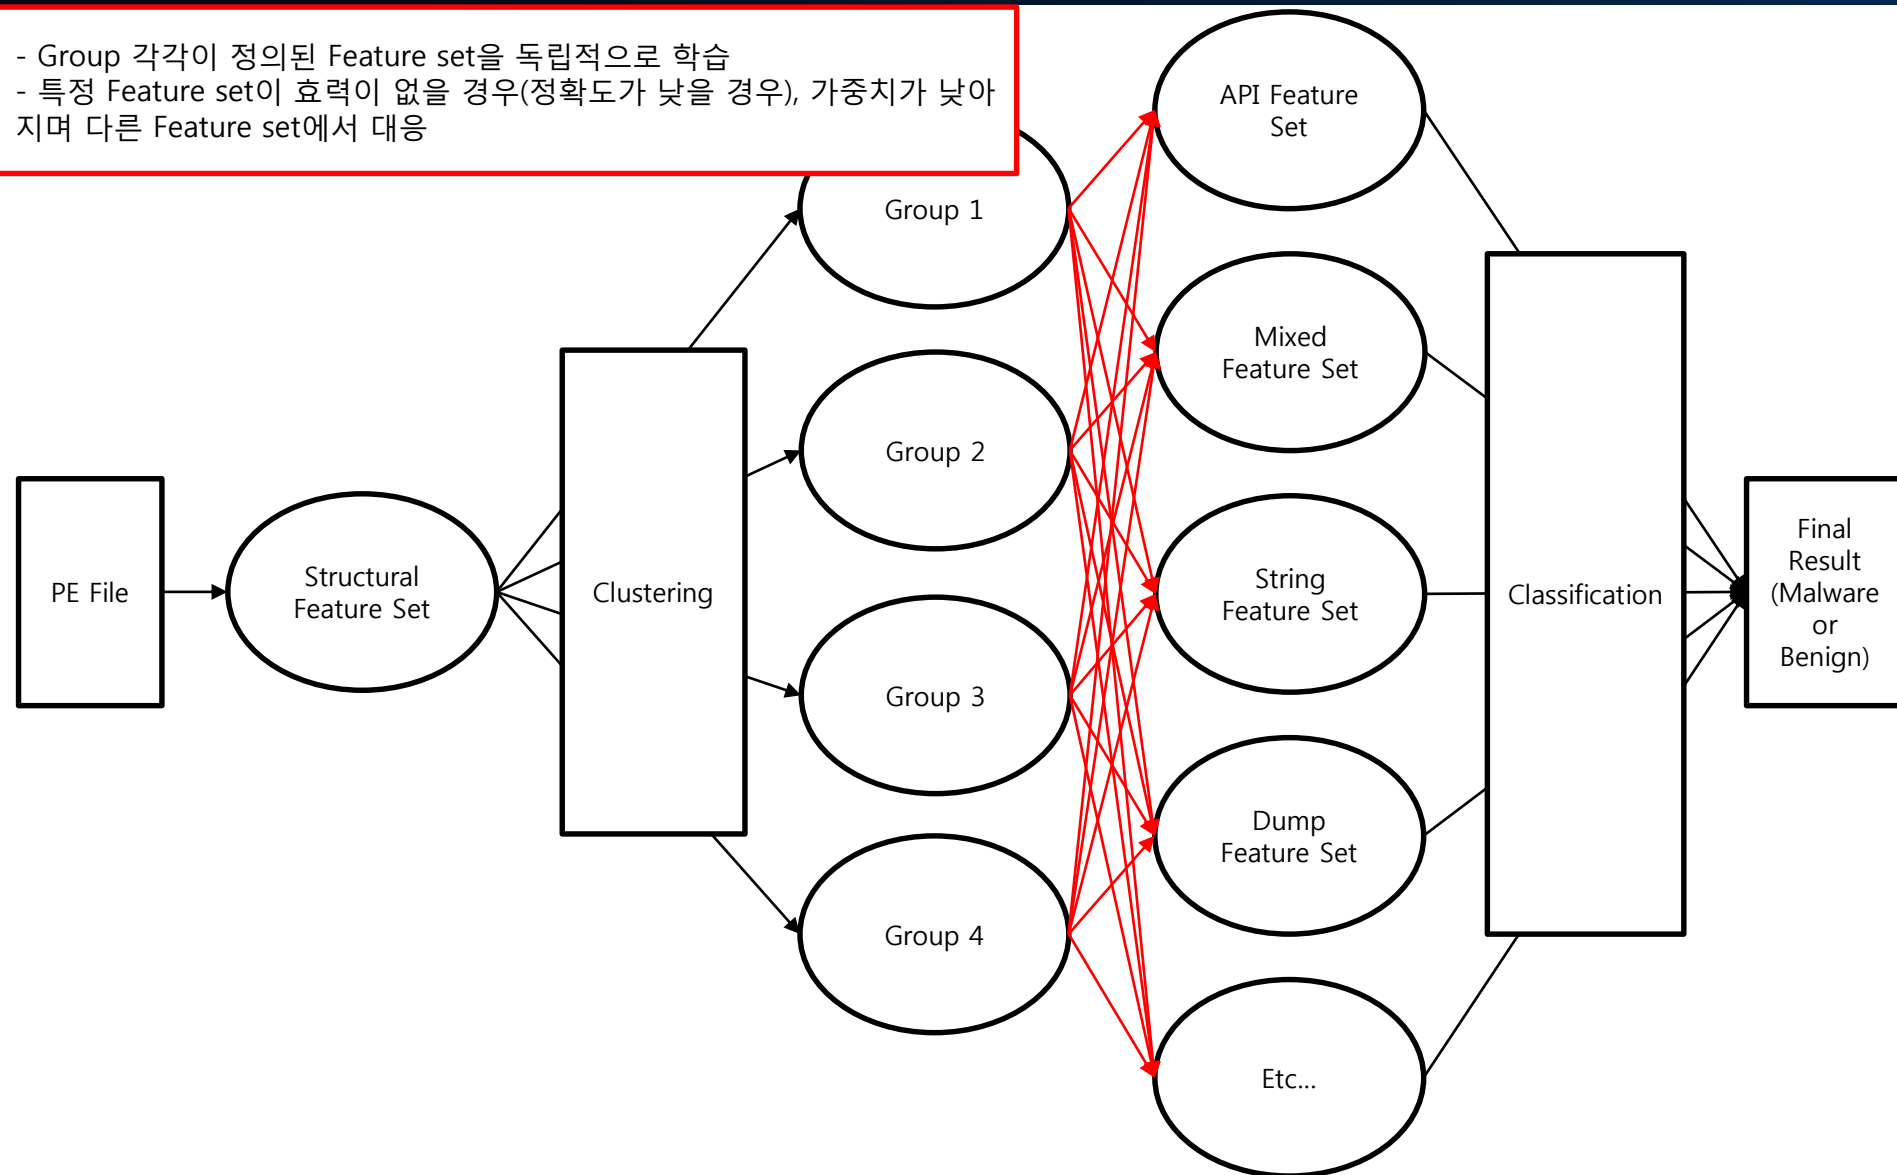 - Group 각각이 정의된 Feature set을 독립적으로 학습
- 특정 Feature set이 효력이 없을 경우(정확도가 낮을 경우), 가중치가 낮아
지며 다른 Feature set에서 대응
PE File
Structural
Feature Set
Clustering
Group 1
Group 2
Group 3
Group 4
API Feature
Set
Mixed
Feature Set
String
Feature Set
Dump
Feature Set
Etc...
Classification
Final
Result
(Malware
or
Benign)